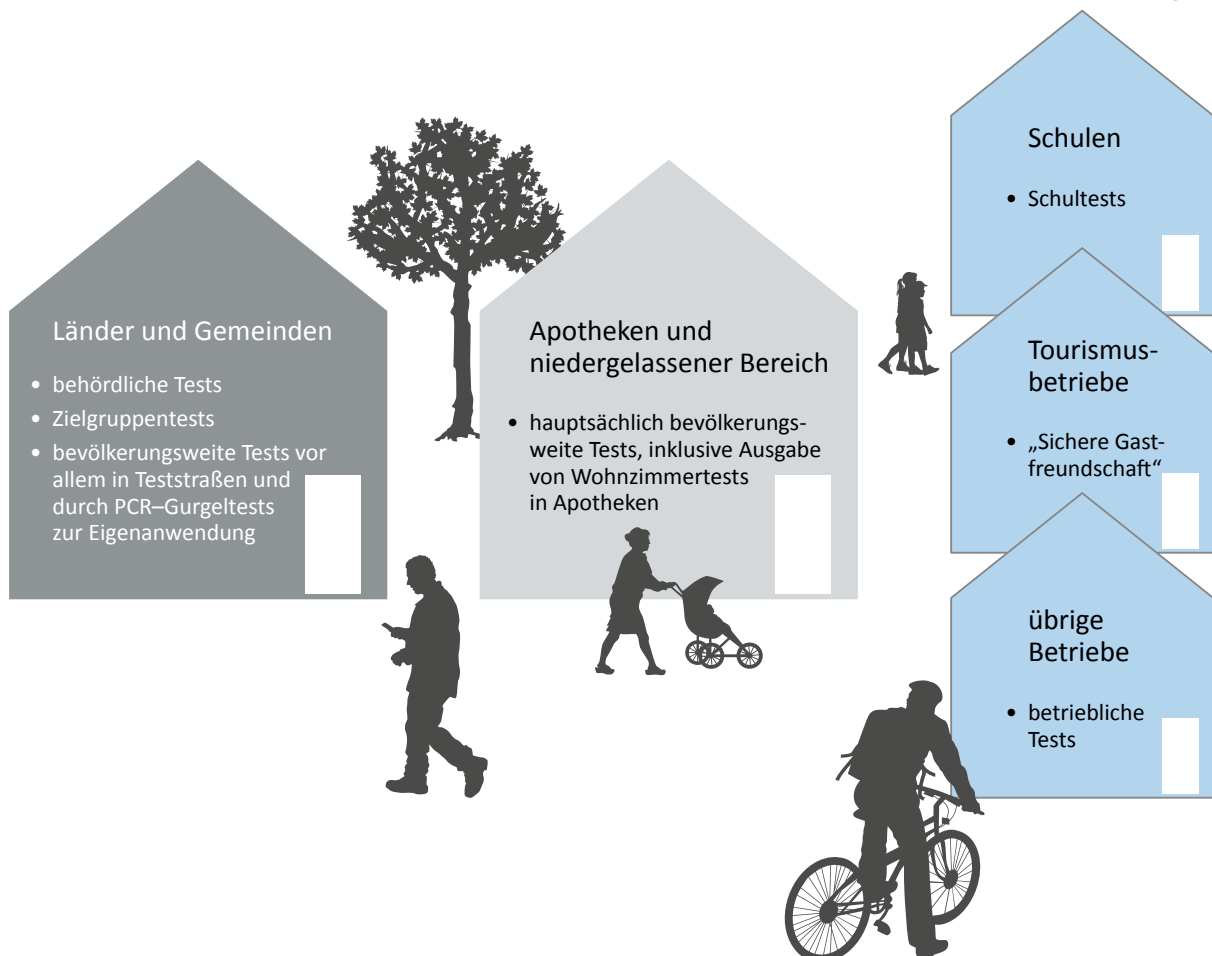 Länder und Gemeinden
• behördliche Tests
• Zielgruppentests
• bevölkerungsweite Tests vor
allem in Teststraßen und
durch PCR–Gurgeltests
zur Eigenanwendung
Apotheken und
niedergelassener Bereich
• hauptsächlich bevölkerungs-
weite Tests, inklusive Ausgabe
von Wohnzimmertests
in Apotheken
Schulen
• Schultests
Tourismus-
betriebe
• „Sichere Gast-
freundschaft“
übrige
Betriebe
• betriebliche
Tests